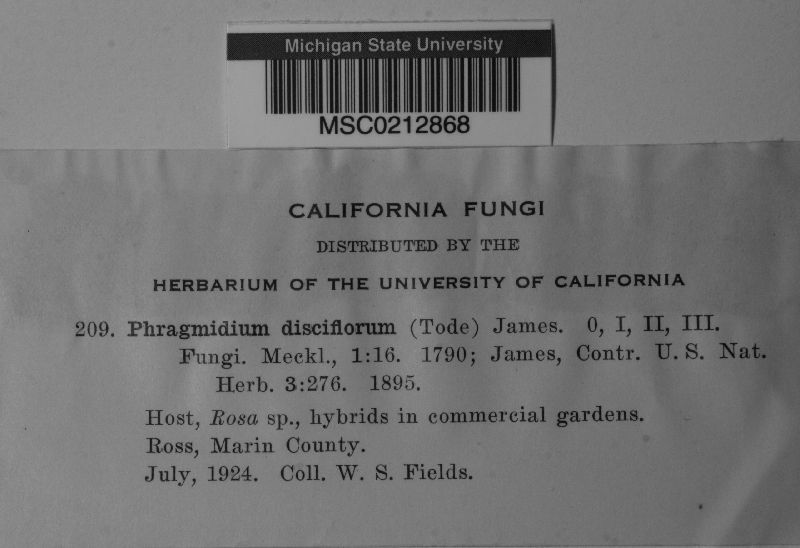 Michigan State University
MSC0212868
CALIFORNIA FUNGI
DISTRIBUTED BY THE
HERBARIUM OF THE UNIVERSITY OF CALIFORNIA
209. Phragmidium disciflorum (Tode) James. 0, I, II, III.
Fungi. Meckl., 1:16. 1790; James, Contr. U. S. Nat.
Herb. 3:276. 1895.
Host, Rosa sp., hybrids in commercial gardens.
Ross, Marin County.
July, 1924. Coll. W. S. Fields.